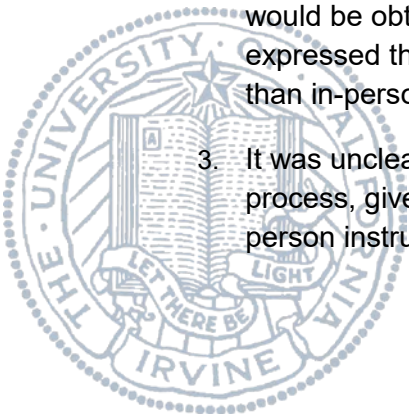 would be obt
expressed th
than in-perso
3. It was unclea
process, give
person instru
THE · UNIVERSITY · OF · CALIFORNIA
A
LET THERE BE LIGHT
IRVINE